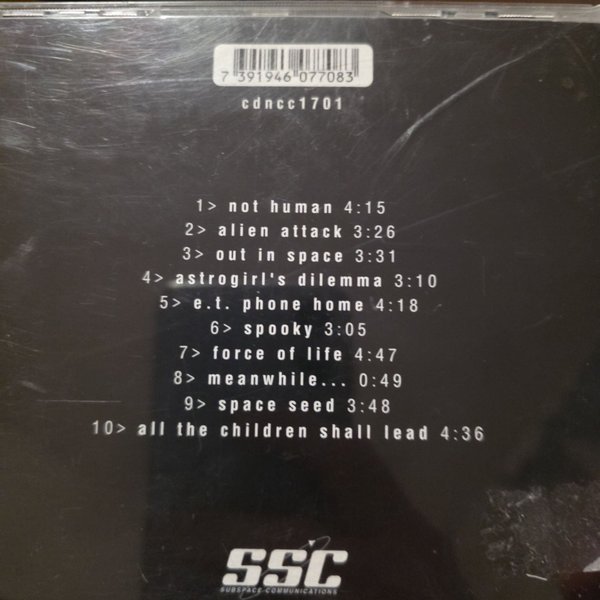 7 391946 077083
cdncc1701
1> not human 4:15
2> alien attack 3:26
3> out in space 3:31
4> astrogirl's dilemma 3:10
5> e.t. phone home 4:18
6> spooky 3:05
7> force of life 4:47
8> meanwhile... 0:49
9> space seed 3:48
10> all the children shall lead 4:36
SSC
SUBSPACE COMMUNICATIONS